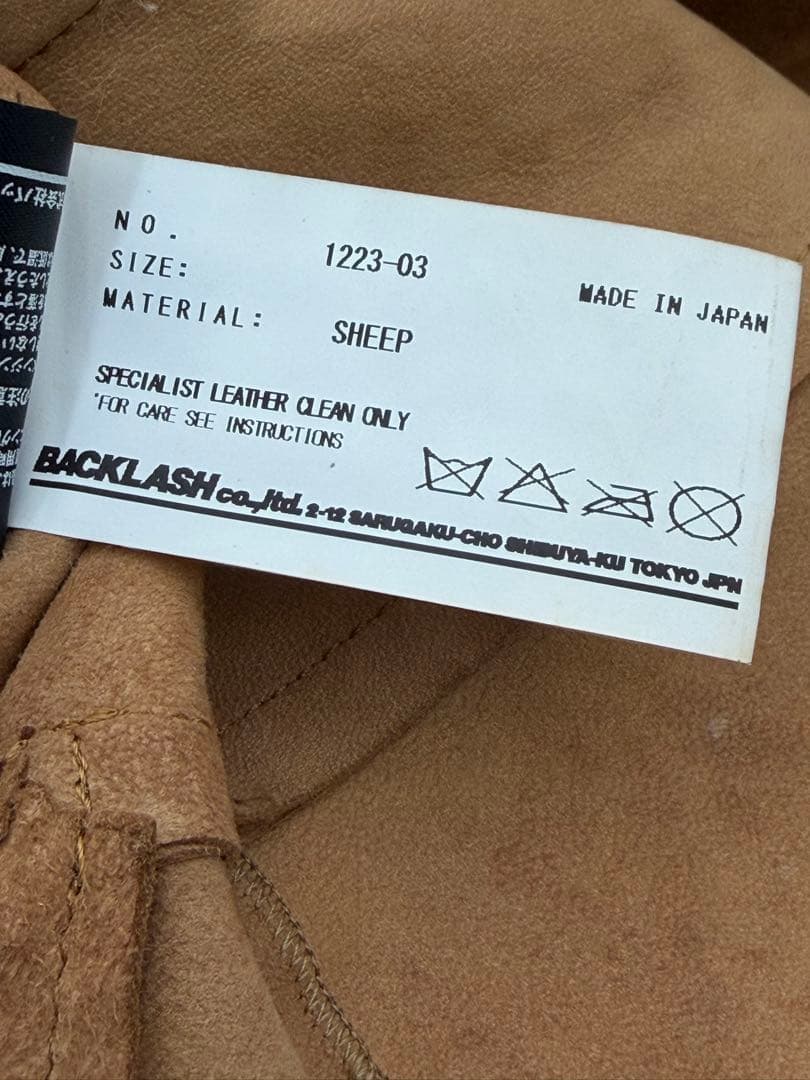 NO.
SIZE: 1223-03
MATERIAL: SHEEP
MADE IN JAPAN
SPECIALIST LEATHER CLEAN ONLY
*FOR CARE SEE INSTRUCTIONS
BACKLASH co.,ltd. 2-12 SARUGAKU-CHO SHIBUYA-KU TOKYO JPN